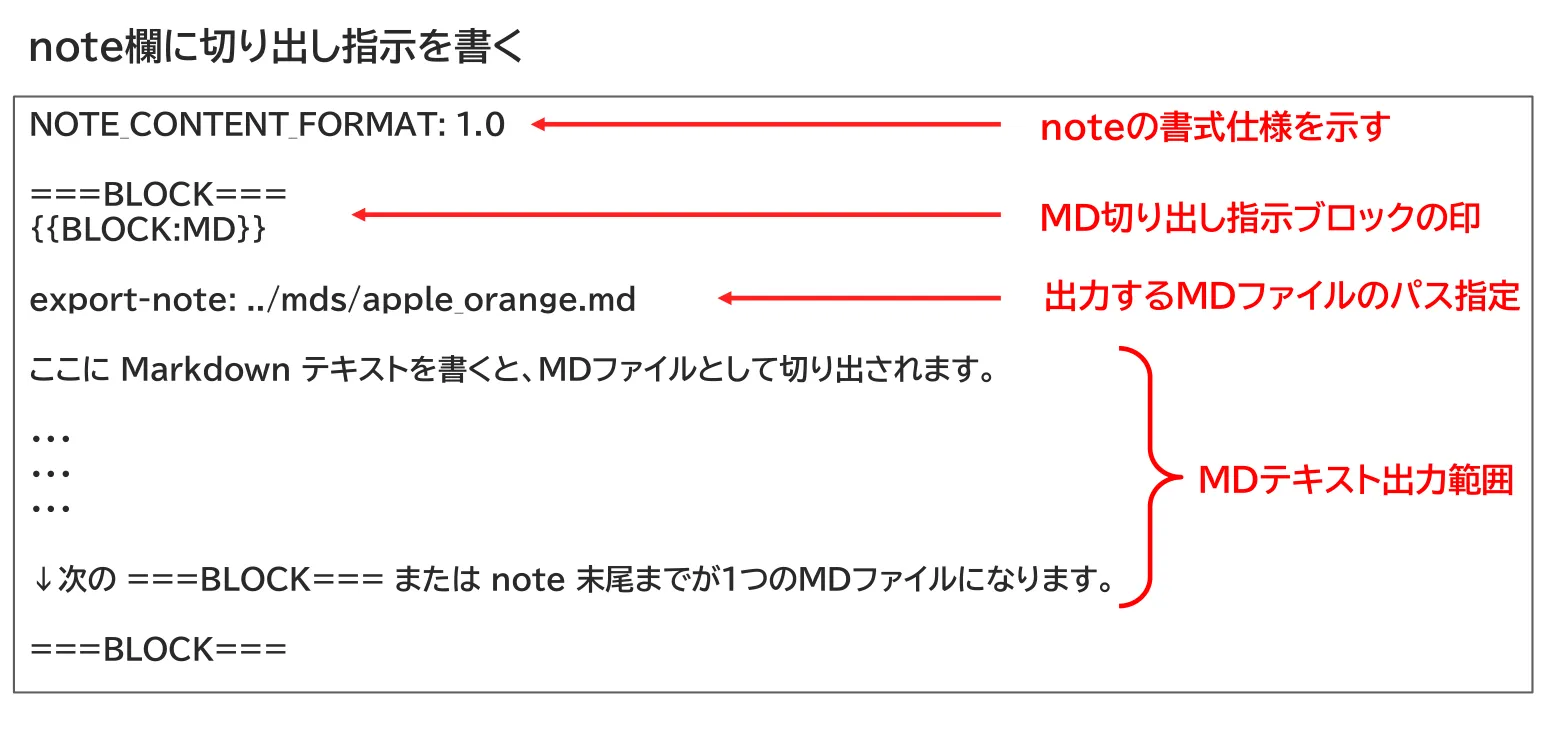 note欄に切り出し指示を書く
NOTE_CONTENT_FORMAT: 1.0
noteの書式仕様を示す
===BLOCK===
{{BLOCK:MD}}
MD切り出し指示ブロックの印
export-note: ../mds/apple_orange.md
出力するMDファイルのパス指定
ここに Markdown テキストを書くと、MDファイルとして切り出されます。
...
...
...
MDテキスト出力範囲
↓次の ===BLOCK=== または note 末尾までが1つのMDファイルになります。
===BLOCK===